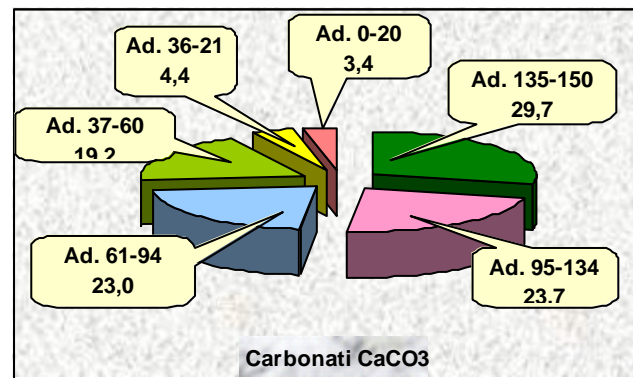 Ad. 36-21
4,4
Ad. 0-20
3,4
Ad. 135-150
29,7
Ad. 37-60
19,2
Ad. 61-94
23,0
Ad. 95-134
23,7
Carbonati CaCO3